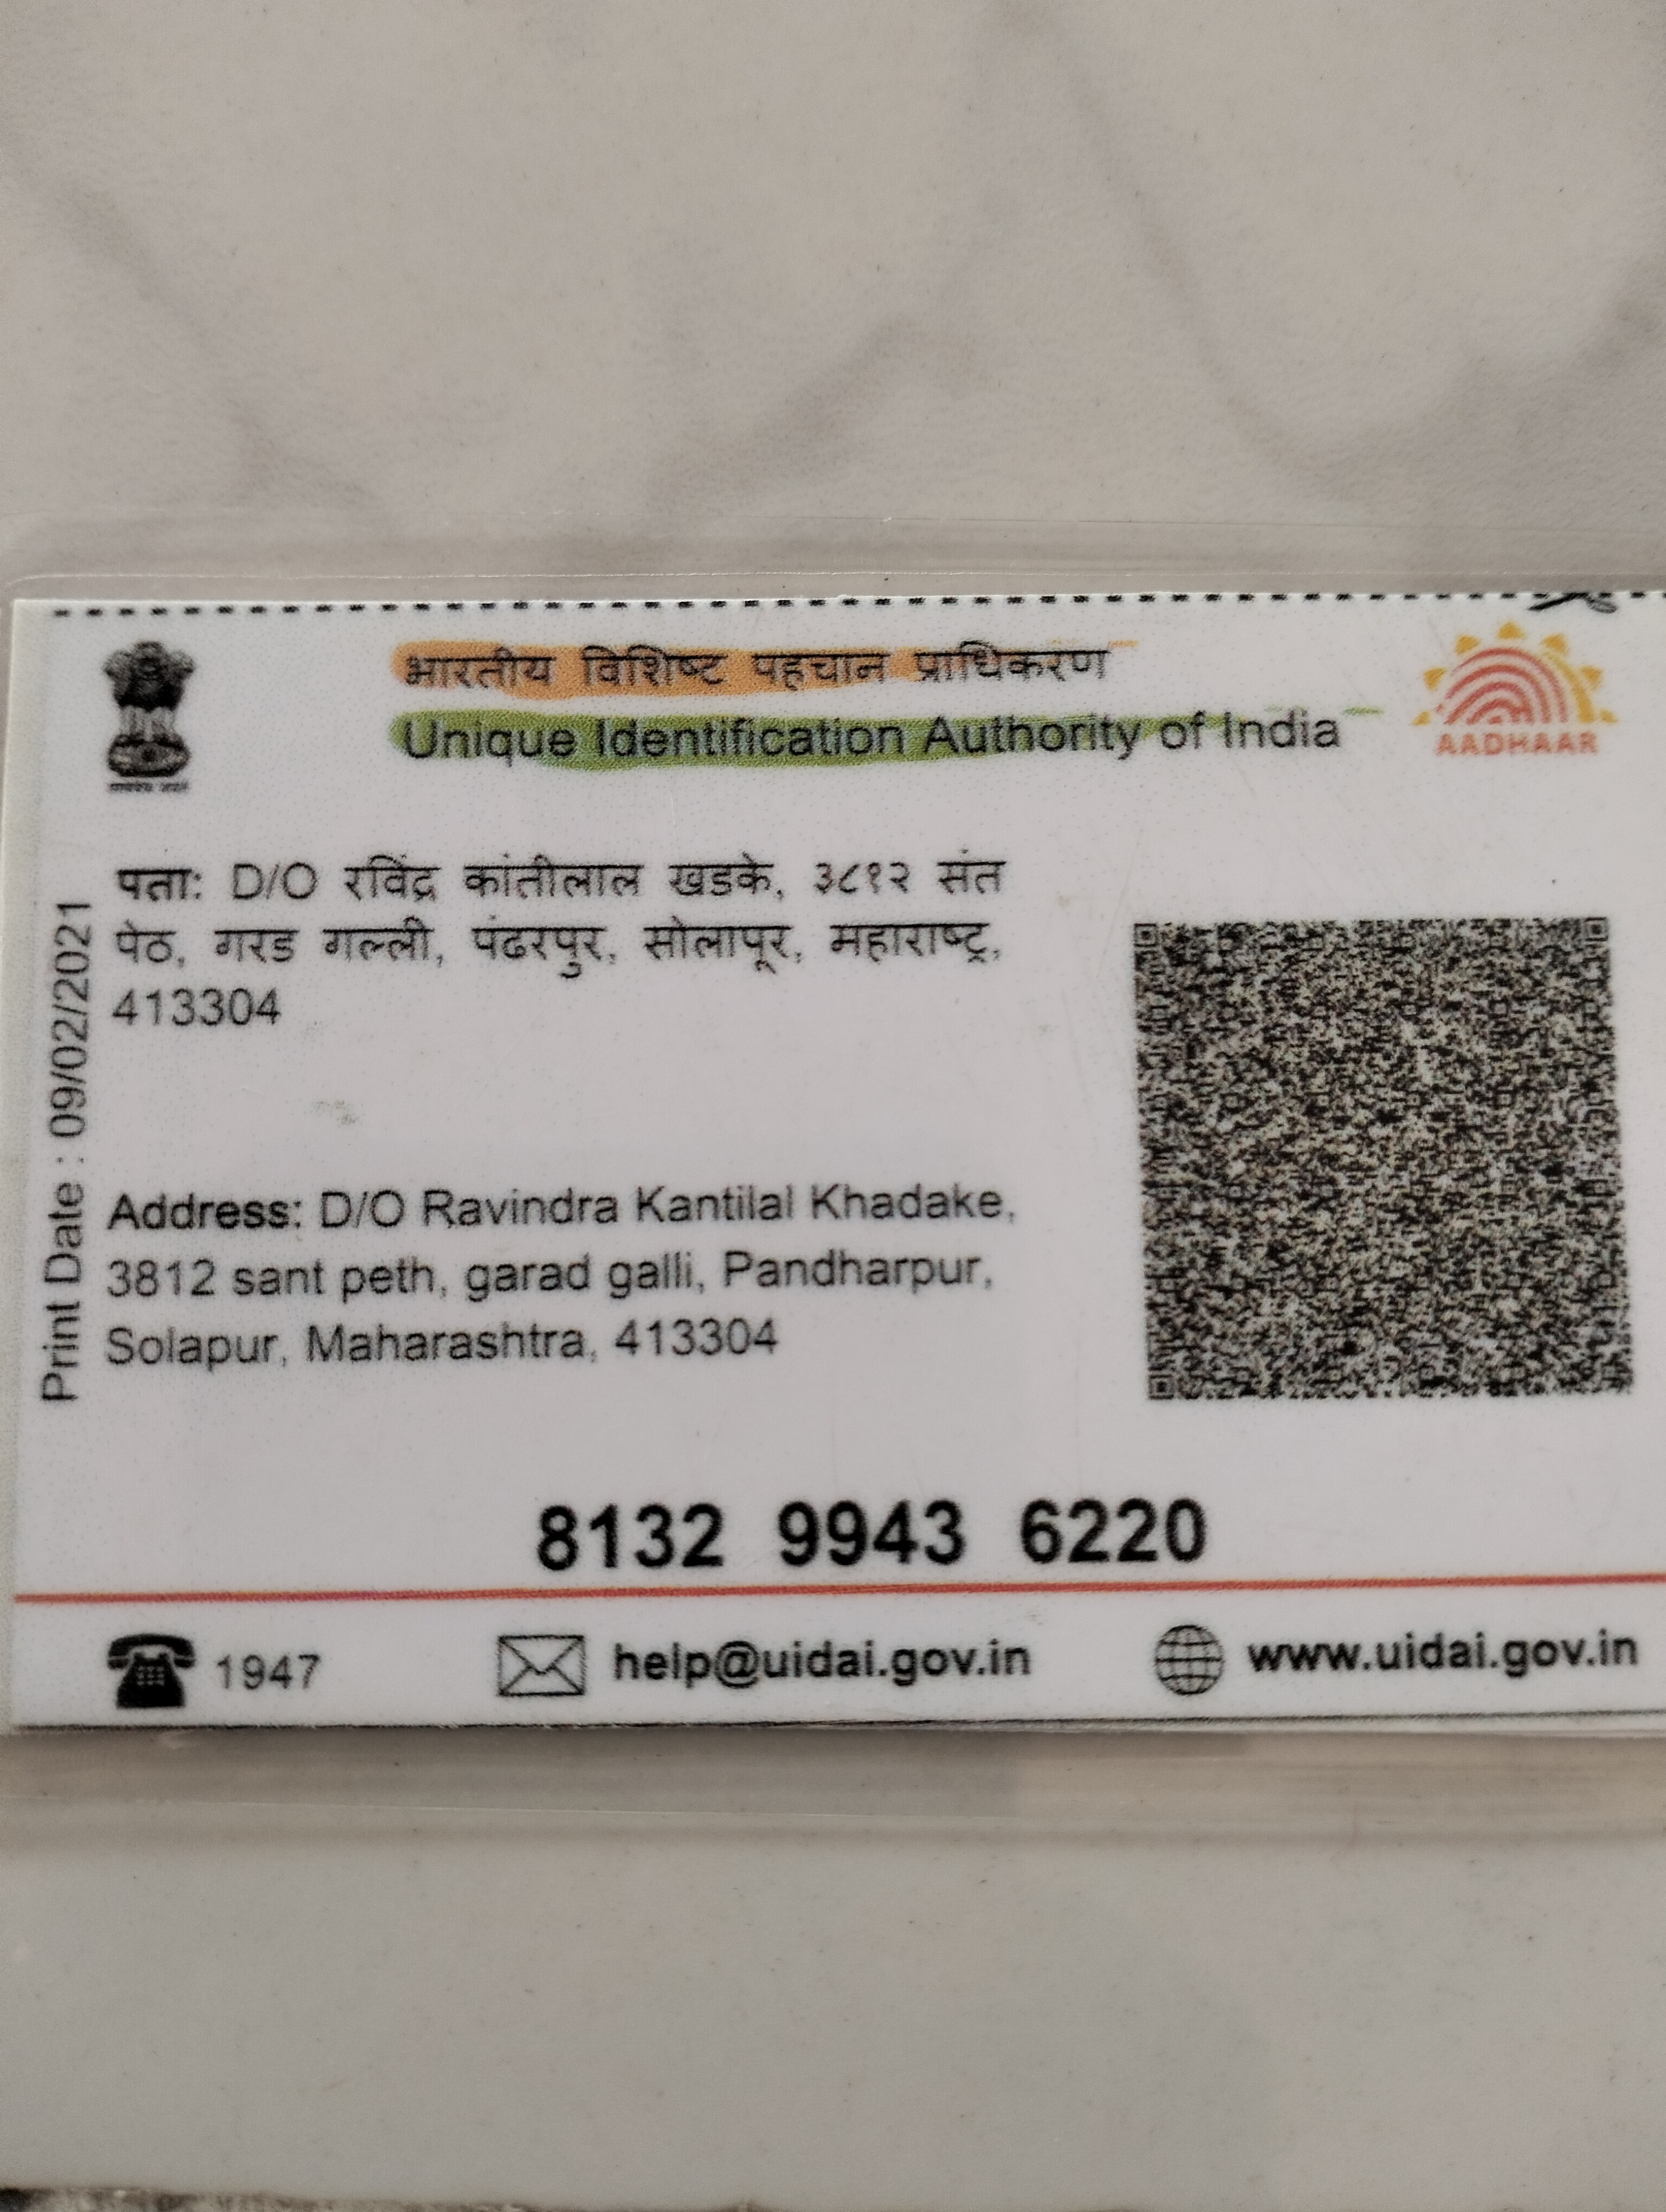 भारतीय विशिष्ट पहचान प्राधिकरण
Unique Identification Authority of India
AADHAAR
पता: D/O रविंद्र कांतीलाल खडके, ३८१२ संत
पेठ, गरड गल्ली, पंढरपुर, सोलापूर, महाराष्ट्र,
413304
Print Date : 09/02/2021
Address: D/O Ravindra Kantilal Khadake,
3812 sant peth, garad galli, Pandharpur,
Solapur, Maharashtra, 413304
8132 9943 6220
1947
help@uidai.gov.in
www.uidai.gov.in